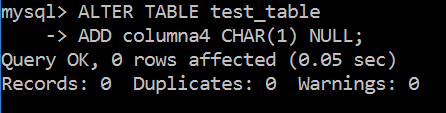 mysql> ALTER TABLE test_table
    -> ADD columna4 CHAR(1) NULL;
Query OK, 0 rows affected (0.05 sec)
Records: 0  Duplicates: 0  Warnings: 0